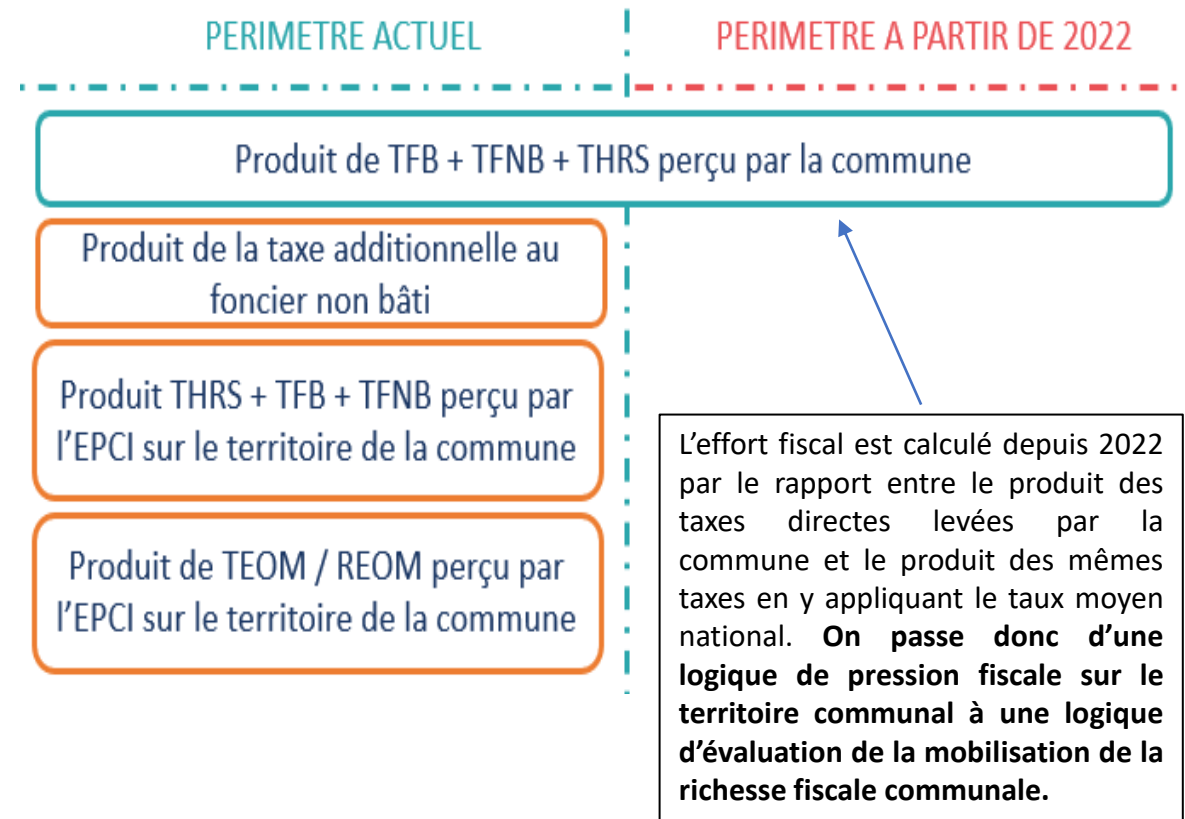 PERIMETRE ACTUEL
PERIMETRE A PARTIR DE 2022
Produit de TFB + TFNB + THRS perçu par la commune
Produit de la taxe additionnelle au
foncier non bâti
Produit THRS + TFB + TFNB perçu par
l’EPCI sur le territoire de la commune
Produit de TEOM / REOM perçu par
l’EPCI sur le territoire de la commune
L’effort fiscal est calculé depuis 2022
par le rapport entre le produit des
taxes directes levées par la
commune et le produit des mêmes
taxes en y appliquant le taux moyen
national. On passe donc d’une
logique de pression fiscale sur le
territoire communal à une logique
d’évaluation de la mobilisation de la
richesse fiscale communale.